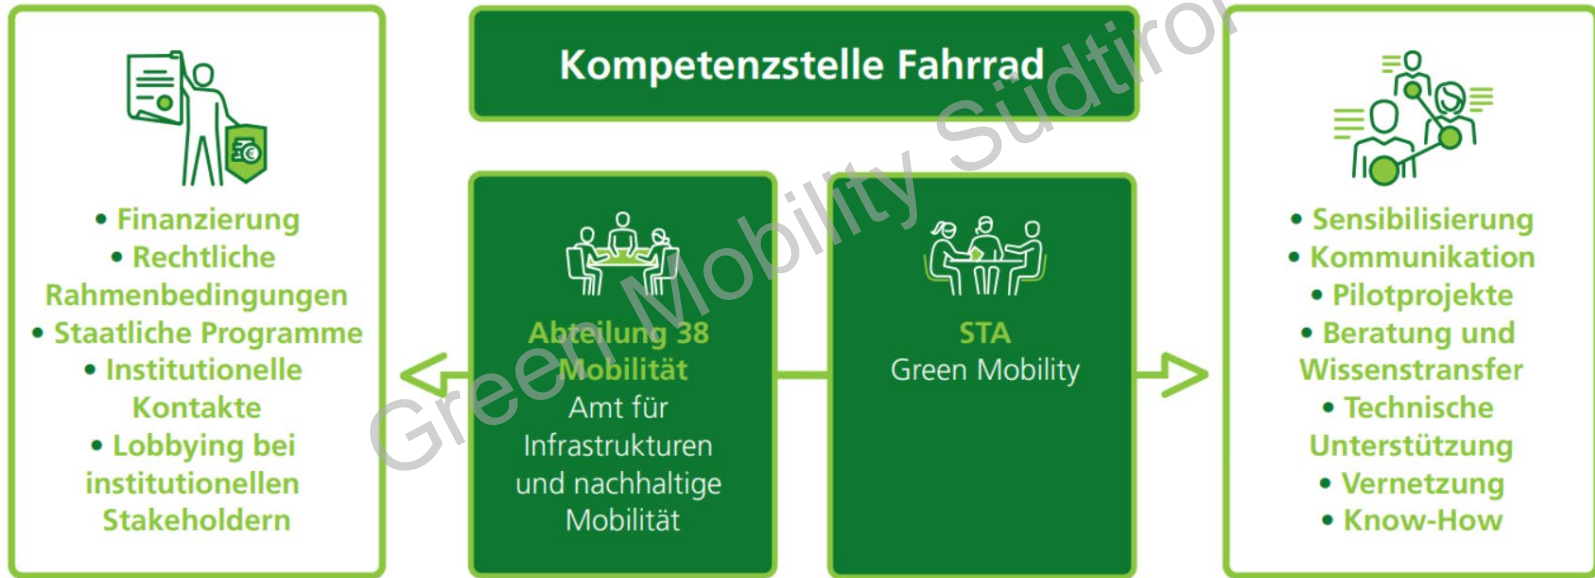 Kompetenzstelle Fahrrad
• Finanzierung
• Rechtliche
Rahmenbedingungen
• Staatliche Programme
• Institutionelle
Kontakte
• Lobbying bei
institutionellen
Stakeholdern
Abteilung 38
Mobilität
Amt für
Infrastrukturen
und nachhaltige
Mobilität
STA
Green Mobility
• Sensibilisierung
• Kommunikation
• Pilotprojekte
• Beratung und
Wissenstransfer
• Technische
Unterstützung
• Vernetzung
• Know-How
Green Mobility Südtirol